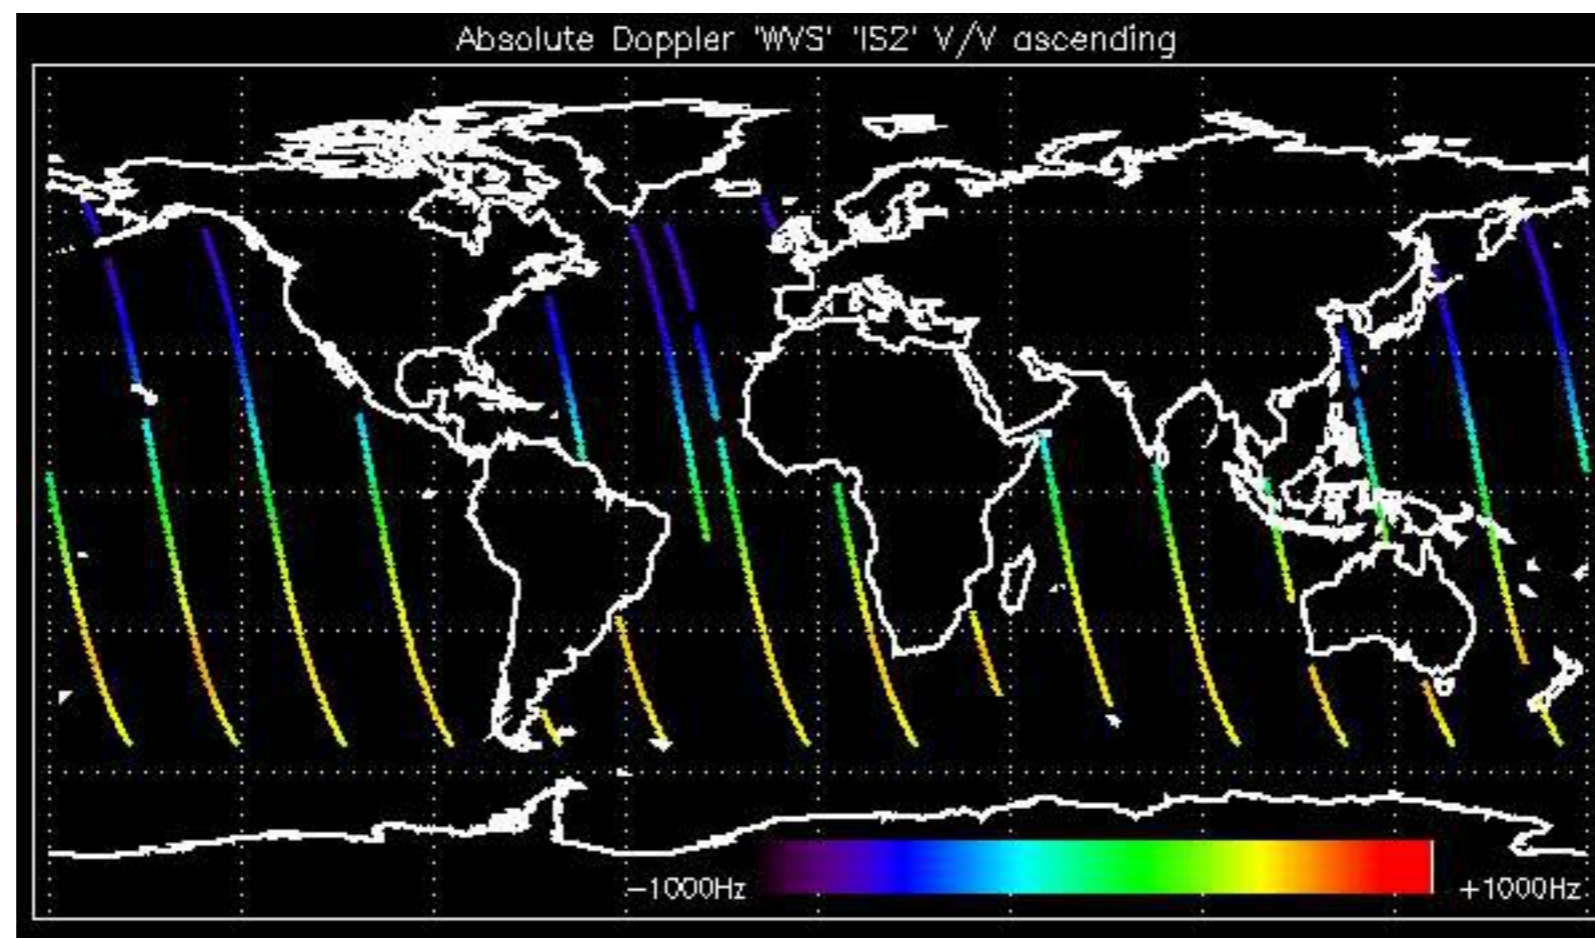 Absolute Doppler 'WVS' 'IS2' V/V ascending
−1000Hz
+1000Hz